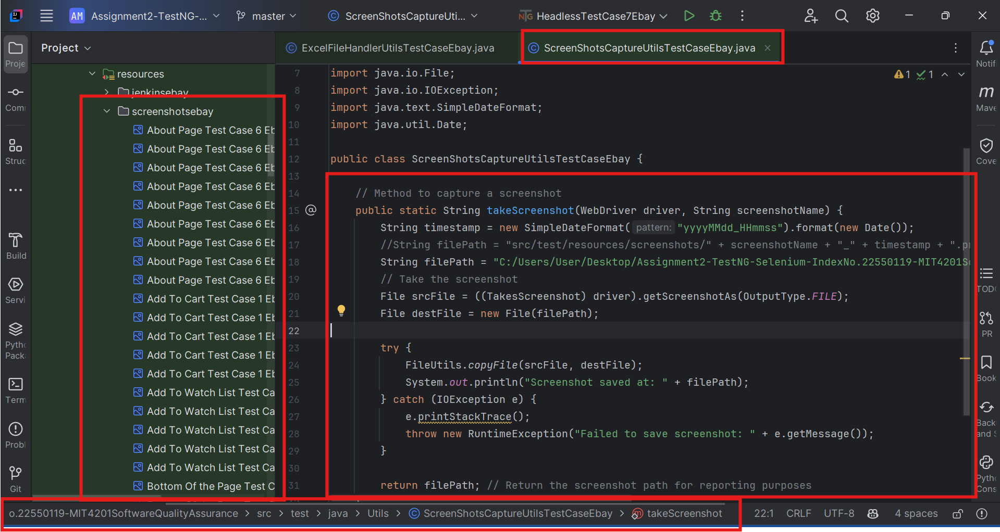 AM Assignment2-TestNG-... master ScreenShotsCaptureUti... HeadlessTestCase7Ebay
Project
ExcelFileHandlerUtilsTestCaseEbay.java
ScreenShotsCaptureUtilsTestCaseEbay.java
Proje
Com
Struc
Build
Servi
Pytho
Pack
Term
Probl
Git
resources
jenkinsebay
screenshotsebay
About Page Test Case 6 Eb
About Page Test Case 6 Eb
About Page Test Case 6 Eb
About Page Test Case 6 Eb
About Page Test Case 6 Eb
About Page Test Case 6 Eb
About Page Test Case 6 Eb
About Page Test Case 6 Eb
About Page Test Case 6 Eb
Add To Cart Test Case 1 Eb
Add To Cart Test Case 1 Eb
Add To Cart Test Case 1 Eb
Add To Cart Test Case 1 Eb
Add To Cart Test Case 1 Eb
Add To Watch List Test Ca
Add To Watch List Test Ca
Add To Watch List Test Ca
Add To Watch List Test Ca
Add To Watch List Test Ca
Bottom Of the Page Test C
1 1
7 import java.io.File;
8 import java.io.IOException;
9 import java.text.SimpleDateFormat;
10 import java.util.Date;
11
12 public class ScreenShotsCaptureUtilsTestCaseEbay {
13
14 // Method to capture a screenshot
15 @ public static String takeScreenshot(WebDriver driver, String screenshotName) {
16 String timestamp = new SimpleDateFormat( pattern: "yyyyMMdd_HHmmss").format(new Date());
17 //String filePath = "src/test/resources/screenshots/" + screenshotName + "_" + timestamp + ".p
18 String filePath = "C:/Users/User/Desktop/Assignment2-TestNG-Selenium-IndexNo.22550119-MIT4201S
19 // Take the screenshot
20 File srcFile = ((TakesScreenshot) driver).getScreenshotAs(OutputType.FILE);
21 File destFile = new File(filePath);
22
23 try {
24 FileUtils.copyFile(srcFile, destFile);
25 System.out.println("Screenshot saved at: " + filePath);
26 } catch (IOException e) {
27 e.printStackTrace();
28 throw new RuntimeException("Failed to save screenshot: " + e.getMessage());
29 }
30
31 return filePath; // Return the screenshot path for reporting purposes
Notifi
m
Mave
Cove
TODO
PR
Book
Back
and S
Pytho
Cons
o.22550119-MIT4201SoftwareQualityAssurance > src > test > java > Utils > ScreenShotsCaptureUtilsTestCaseEbay > takeScreenshot
22:1 CRLF UTF-8 4 spaces